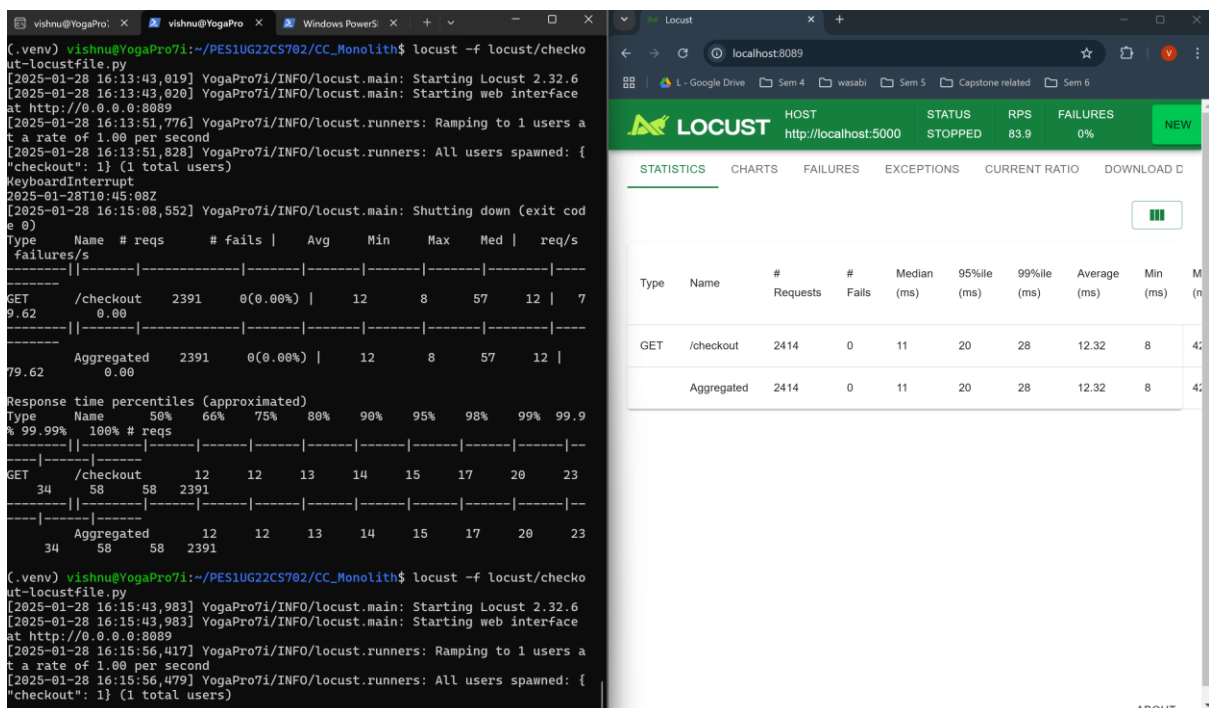 vishnu@YogaPro7
vishnu@YogaPro
Windows PowerS
(.venv) vishnu@YogaPro7i:~/PES1UG22CS702/CC_Monolith$ locust -f locust/checko
ut-locustfile.py
[2025-01-28 16:13:43,019] YogaPro7i/INFO/locust.main: Starting Locust 2.32.6
[2025-01-28 16:13:43,020] YogaPro7i/INFO/locust.main: Starting web interface
at http://0.0.0.0:8089
[2025-01-28 16:13:51,776] YogaPro7i/INFO/locust.runners: Ramping to 1 users a
t a rate of 1.00 per second
[2025-01-28 16:13:51,828] YogaPro7i/INFO/locust.runners: All users spawned: {
"checkout": 1} (1 total users)
KeyboardInterrupt
2025-01-28T10:45:08Z
[2025-01-28 16:15:08,552] YogaPro7i/INFO/locust.main: Shutting down (exit cod
e 0)
Type     Name  # reqs      # fails |    Avg     Min     Max    Med |   req/s
 failures/s
--------||-------|-------------|-------|-------|-------|-------|----
-------
GET      /checkout    2391     0(0.00%) |     12       8      57     12 |   7
9.62        0.00
--------||-------|-------------|-------|-------|-------|-------|----
-------
         Aggregated    2391     0(0.00%) |     12       8      57     12 |
79.62        0.00
Response time percentiles (approximated)
Type     Name      50%    66%    75%    80%    90%    95%    98%    99%  99.9
% 99.99%   100% # reqs
--------||--------|------|------|------|------|------|------|------|--
----|------|------
GET      /checkout      12     12     13     14     15     17     20     23
    34     58     58   2391
--------||--------|------|------|------|------|------|------|------|--
----|------|------
         Aggregated      12     12     13     14     15     17     20     23
    34     58     58   2391
(.venv) vishnu@YogaPro7i:~/PES1UG22CS702/CC_Monolith$ locust -f locust/checko
ut-locustfile.py
[2025-01-28 16:15:43,983] YogaPro7i/INFO/locust.main: Starting Locust 2.32.6
[2025-01-28 16:15:43,983] YogaPro7i/INFO/locust.main: Starting web interface
at http://0.0.0.0:8089
[2025-01-28 16:15:56,417] YogaPro7i/INFO/locust.runners: Ramping to 1 users a
t a rate of 1.00 per second
[2025-01-28 16:15:56,479] YogaPro7i/INFO/locust.runners: All users spawned: {
"checkout": 1} (1 total users)
Locust
localhost:8089
V
L - Google Drive Sem 4 wasabi Sem 5 Capstone related Sem 6
LOCUST
HOST STATUS RPS FAILURES
http://localhost:5000 STOPPED 83.9 0%
NEW
STATISTICS CHARTS FAILURES EXCEPTIONS CURRENT RATIO DOWNLOAD D
Type Name # Requests # Fails Median (ms) 95%ile (ms) 99%ile (ms) Average (ms) Min (ms) M
GET /checkout 2414 0 11 20 28 12.32 8 42
Aggregated 2414 0 11 20 28 12.32 8 42